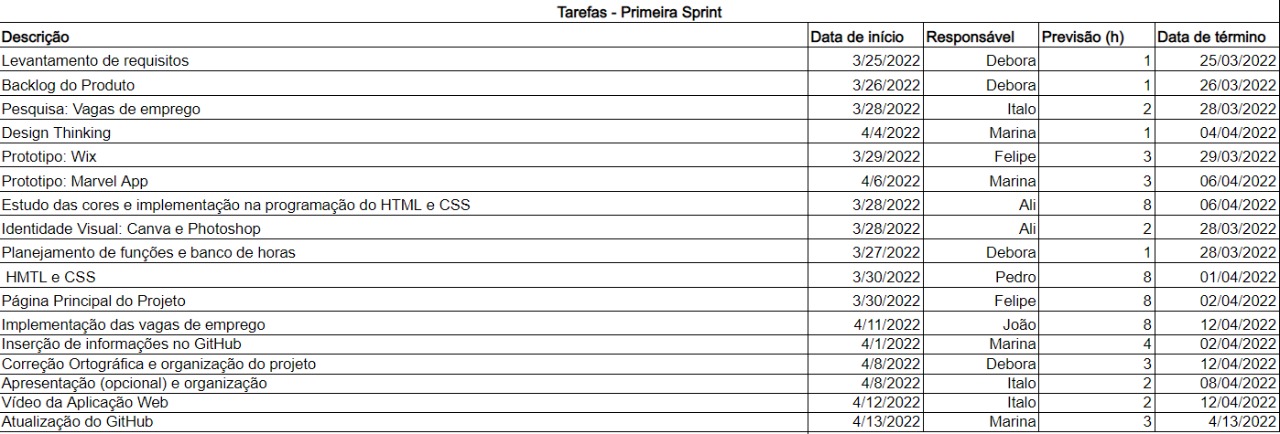 Tarefas - Primeira Sprint
Descrição Data de início Responsável Previsão (h) Data de término
Levantamento de requisitos 3/25/2022 Debora 1 25/03/2022
Backlog do Produto 3/26/2022 Debora 1 26/03/2022
Pesquisa: Vagas de emprego 3/28/2022 Italo 2 28/03/2022
Design Thinking 4/4/2022 Marina 1 04/04/2022
Prototipo: Wix 3/29/2022 Felipe 3 29/03/2022
Prototipo: Marvel App 4/6/2022 Marina 3 06/04/2022
Estudo das cores e implementação na programação do HTML e CSS 3/28/2022 Ali 8 06/04/2022
Identidade Visual: Canva e Photoshop 3/28/2022 Ali 2 28/03/2022
Planejamento de funções e banco de horas 3/27/2022 Debora 1 28/03/2022
HMTL e CSS 3/30/2022 Pedro 8 01/04/2022
Página Principal do Projeto 3/30/2022 Felipe 8 02/04/2022
Implementação das vagas de emprego 4/11/2022 João 8 12/04/2022
Inserção de informações no GitHub 4/1/2022 Marina 4 02/04/2022
Correção Ortográfica e organização do projeto 4/8/2022 Debora 3 12/04/2022
Apresentação (opcional) e organização 4/8/2022 Italo 2 08/04/2022
Vídeo da Aplicação Web 4/12/2022 Italo 2 12/04/2022
Atualização do GitHub 4/13/2022 Marina 3 4/13/2022